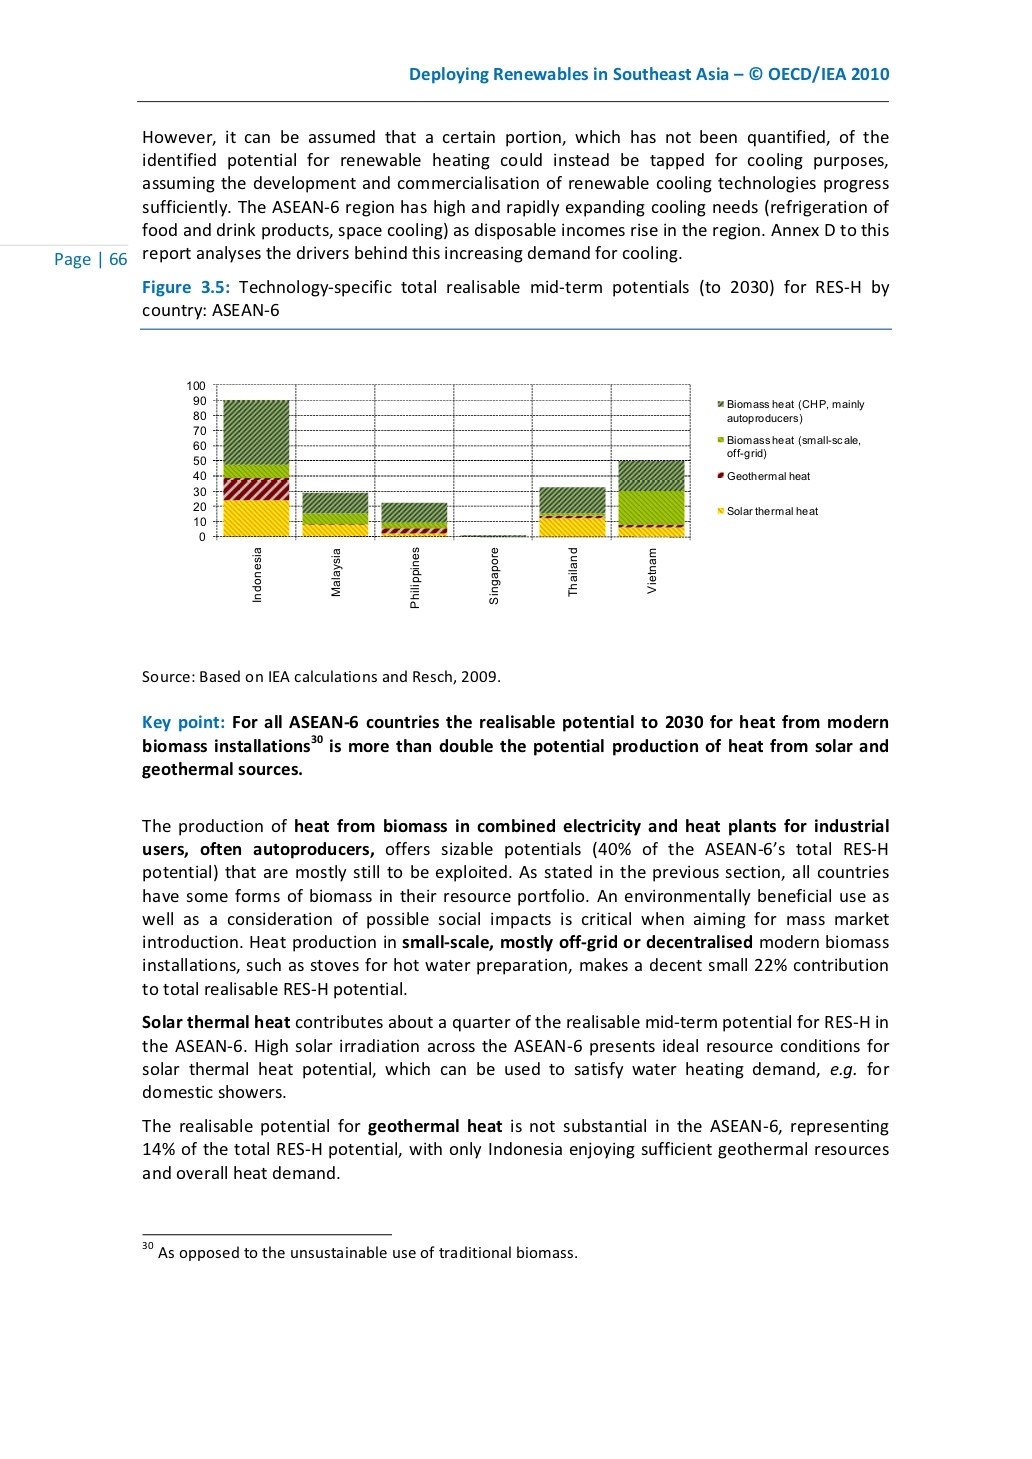 Deploying Renewables in Southeast Asia – © OECD/IEA 2010
However, it can be assumed that a certain portion, which has not been quantified, of the
identified potential for renewable heating could instead be tapped for cooling purposes,
assuming the development and commercialisation of renewable cooling technologies progress
sufficiently. The ASEAN-6 region has high and rapidly expanding cooling needs (refrigeration of
food and drink products, space cooling) as disposable incomes rise in the region. Annex D to this
Page | 66
report analyses the drivers behind this increasing demand for cooling.
Figure 3.5: Technology-specific total realisable mid-term potentials (to 2030) for RES-H by
country: ASEAN-6
100
90
80
70
60
50
40
30
20
10
0
Indonesia
Malaysia
Philippines
Singapore
Thailand
Vietnam
Biomass heat (CHP, mainly
autoproducers)
Biomass heat (small-scale,
off-grid)
Geothermal heat
Solar thermal heat
Source: Based on IEA calculations and Resch, 2009.
Key point: For all ASEAN-6 countries the realisable potential to 2030 for heat from modern
biomass installations30 is more than double the potential production of heat from solar and
geothermal sources.
The production of heat from biomass in combined electricity and heat plants for industrial
users, often autoproducers, offers sizable potentials (40% of the ASEAN-6’s total RES-H
potential) that are mostly still to be exploited. As stated in the previous section, all countries
have some forms of biomass in their resource portfolio. An environmentally beneficial use as
well as a consideration of possible social impacts is critical when aiming for mass market
introduction. Heat production in small-scale, mostly off-grid or decentralised modern biomass
installations, such as stoves for hot water preparation, makes a decent small 22% contribution
to total realisable RES-H potential.
Solar thermal heat contributes about a quarter of the realisable mid-term potential for RES-H in
the ASEAN-6. High solar irradiation across the ASEAN-6 presents ideal resource conditions for
solar thermal heat potential, which can be used to satisfy water heating demand, e.g. for
domestic showers.
The realisable potential for geothermal heat is not substantial in the ASEAN-6, representing
14% of the total RES-H potential, with only Indonesia enjoying sufficient geothermal resources
and overall heat demand.
30 As opposed to the unsustainable use of traditional biomass.